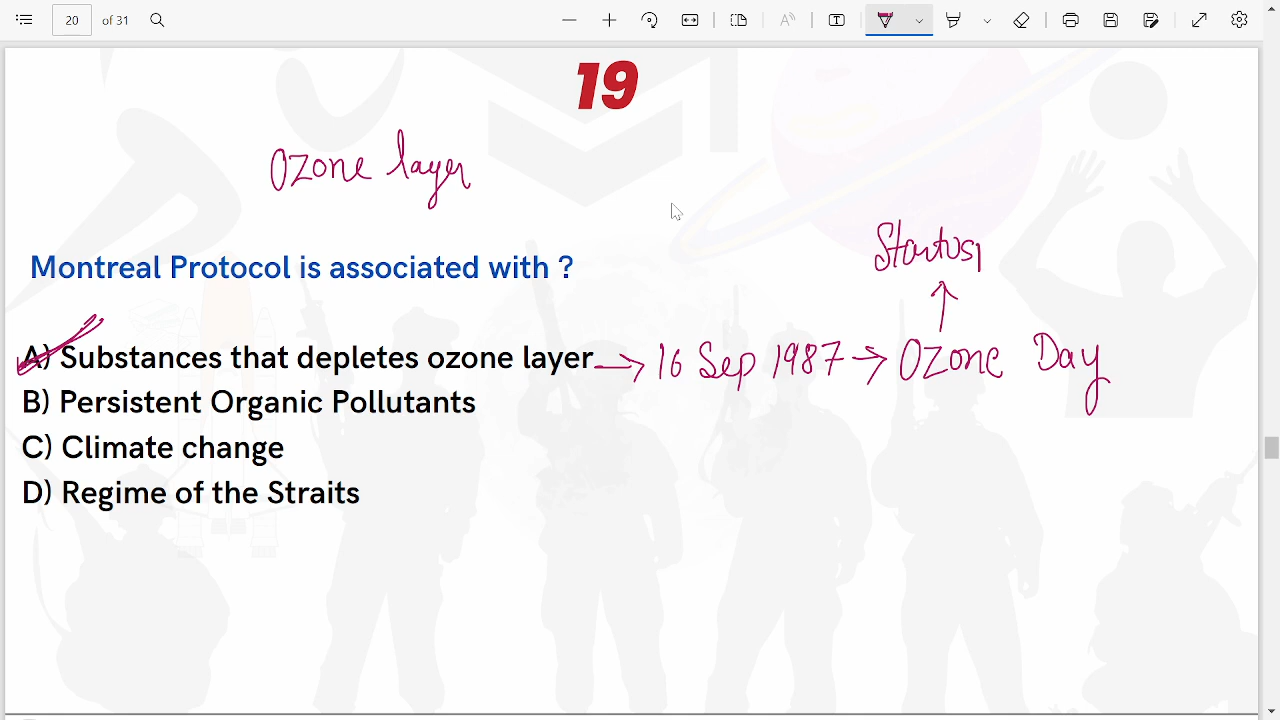 20 of 31
19
Ozone layer
Montreal Protocol is associated with ?
A) Substances that depletes ozone layer → 16 Sep 1987 → Ozone Day
B) Persistent Organic Pollutants
C) Climate change
D) Regime of the Straits